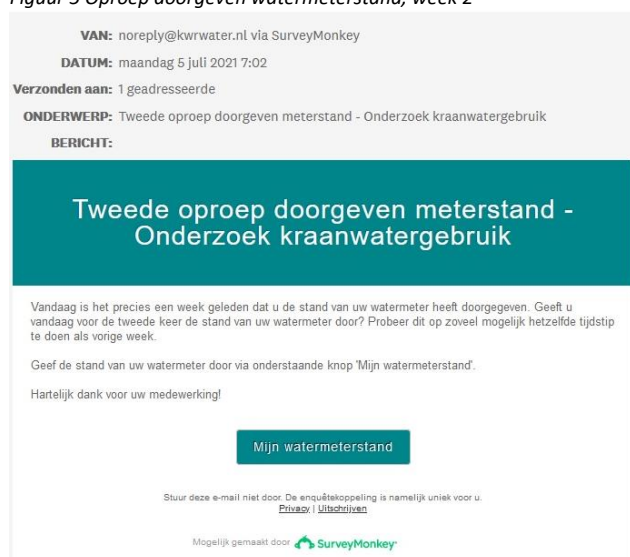 Figuur 3 Oproep doorgeven watermeterstand, week 2
VAN: noreply@kwrwater.nl via SurveyMonkey
DATUM: maandag 5 juli 2021 7:02
Verzonden aan: 1 geadresseerde
ONDERWERP: Tweede oproep doorgeven meterstand - Onderzoek kraanwatergebruik
BERICHT:
Tweede oproep doorgeven meterstand -
Onderzoek kraanwatergebruik
Vandaag is het precies een week geleden dat u de stand van uw watermeter heeft doorgegeven. Geeft u
vandaag voor de tweede keer de stand van uw watermeter door? Probeer dit op zoveel mogelijk hetzelfde tijdstip
te doen als vorige week.
Geef de stand van uw watermeter door via onderstaande knop 'Mijn watermeterstand'.
Hartelijk dank voor uw medewerking!
Mijn watermeterstand
Stuur deze e-mail niet door. De enquêtekoppeling is namelijk uniek voor u.
Privacy | Uitschrijven
Mogelijk gemaakt door SurveyMonkey